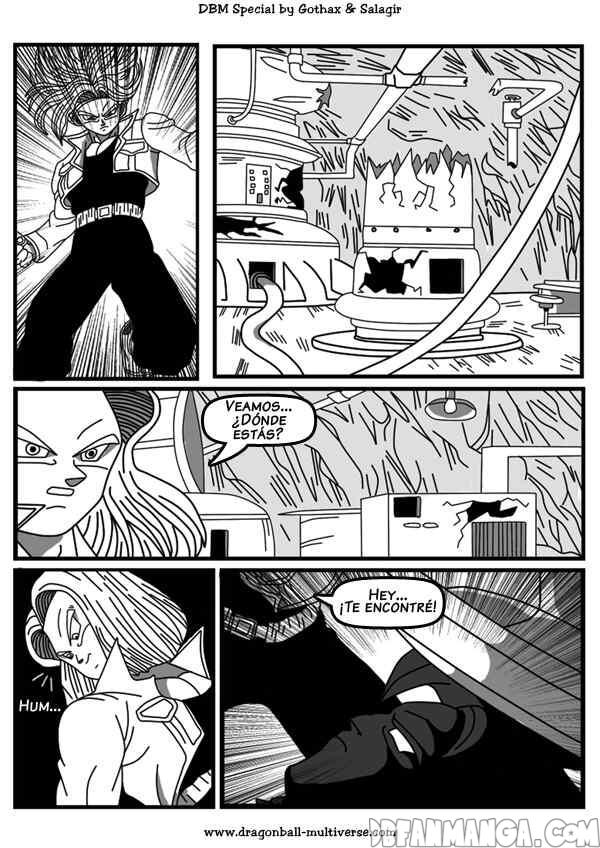 DBM Special by Gothax & Salagir
Veamos...
¿Dónde
estás?
Hum...
Hey...
¡Te encontré!
www.dragonball-multiverse.com
DBFANMANGA.COM